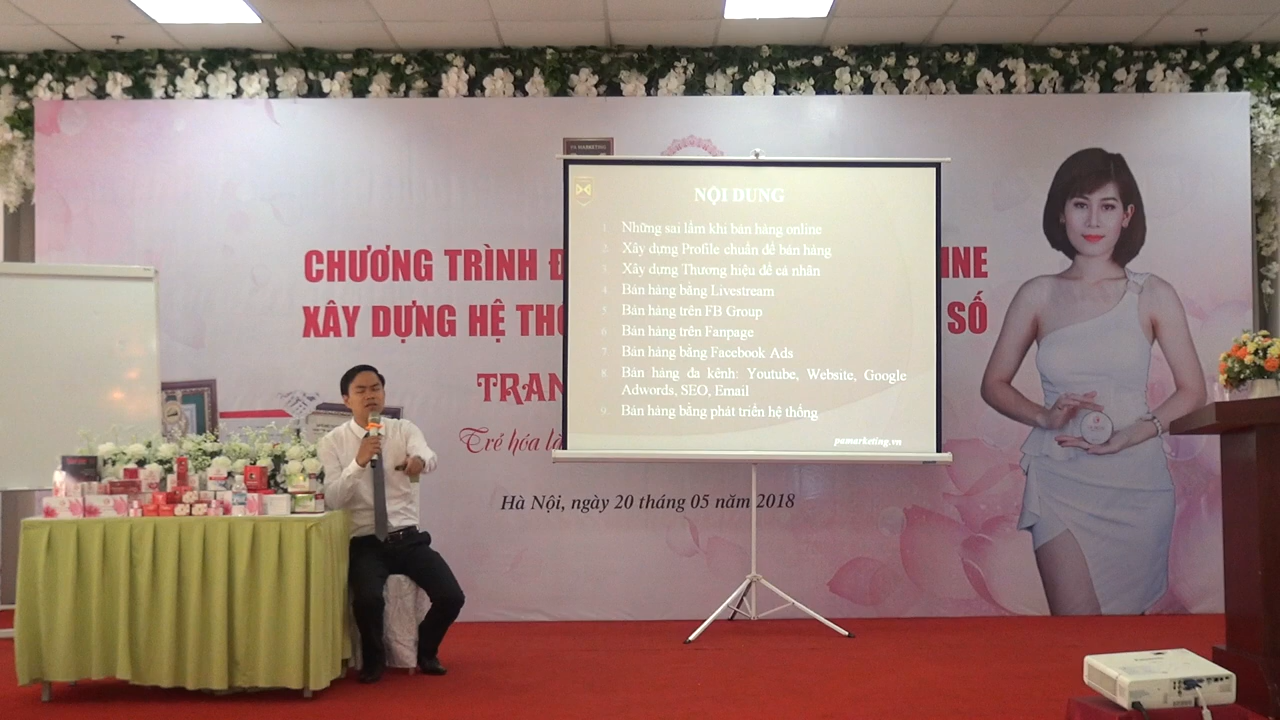 PA MARKETING
CHƯƠNG TRÌNH Đ
INE
XÂY DỰNG HỆ THỐ
SỐ
TRAN
Trẻ hóa là
Hà Nội, ngày 20 tháng 05 năm 2018
NỘI DUNG
1. Những sai lầm khi bán hàng online
2. Xây dựng Profile chuẩn để bán hàng
3. Xây dựng Thương hiệu để cá nhân
4. Bán hàng bằng Livestream
5. Bán hàng trên FB Group
6. Bán hàng trên Fanpage
7. Bán hàng bằng Facebook Ads
8. Bán hàng đa kênh: Youtube, Website, Google
Adwords, SEO, Email
9. Bán hàng bằng phát triển hệ thống
pamarketing.vn